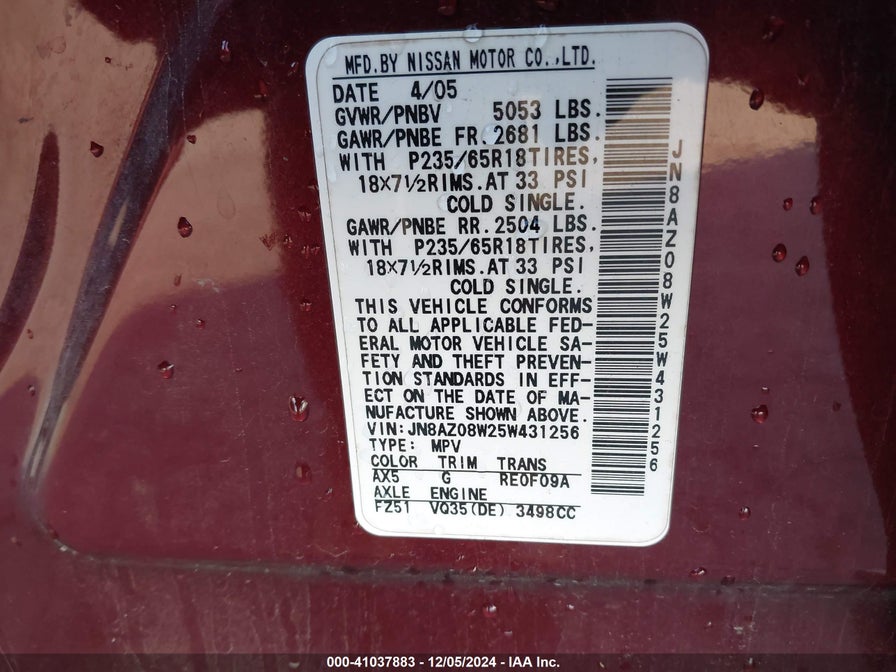 MFD.BY NISSAN MOTOR CO.,LTD.
DATE 4/05
GVWR/PNBV 5053 LBS.
GAWR/PNBE FR.2681 LBS.
WITH P235/65R18TIRES,
18X7½RIMS.AT 33 PSI
COLD SINGLE.
GAWR/PNBE RR.2504 LBS.
WITH P235/65R18TIRES,
18X7½RIMS.AT 33 PSI
COLD SINGLE.
THIS VEHICLE CONFORMS
TO ALL APPLICABLE FED-
ERAL MOTOR VEHICLE SA-
FETY AND THEFT PREVEN-
TION STANDARDS IN EFF-
ECT ON THE DATE OF MA-
NUFACTURE SHOWN ABOVE.
VIN:JN8AZ08W25W431256
TYPE: MPV
COLOR TRIM TRANS
AX5 G RE0F09A
AXLE ENGINE
FZ51 VQ35(DE) 3498CC
JN8AZ08W25W431256
000-41037883 - 12/05/2024 - IAA Inc.